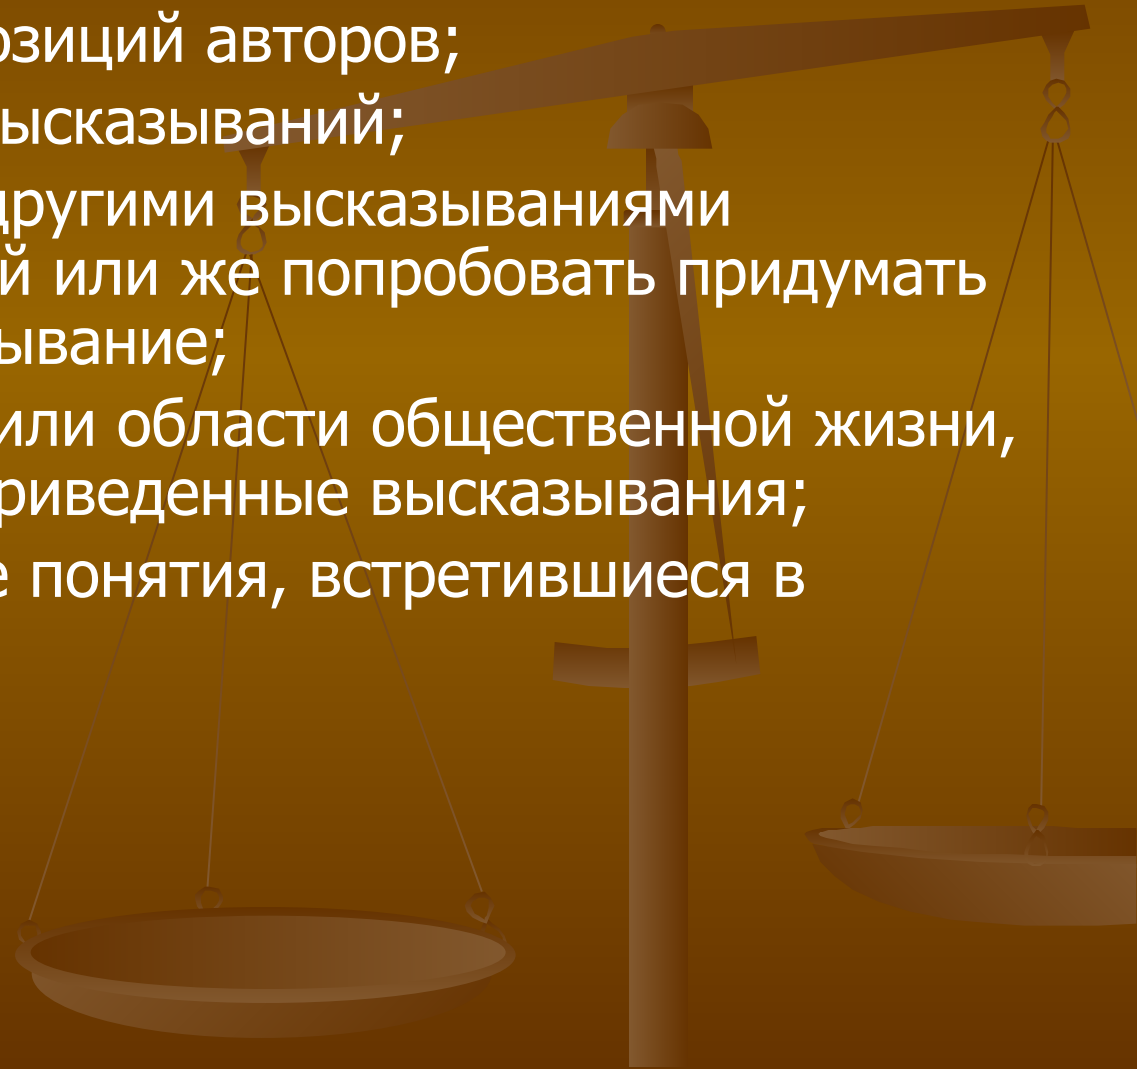 озиций авторов;
ысказываний;
другими высказываниями
й или же попробовать придумать
ывание;
или области общественной жизни,
риведенные высказывания;
е понятия, встретившиеся в